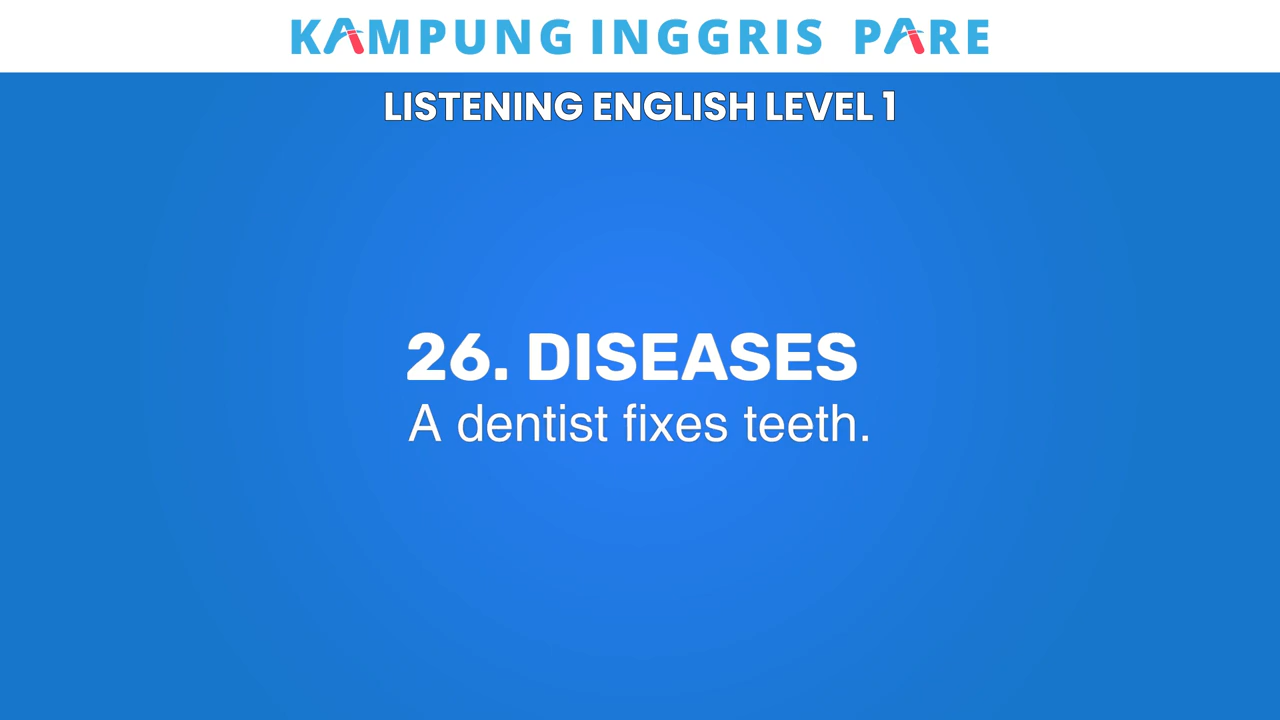 KAMPUNG INGGRIS PARE
LISTENING ENGLISH LEVEL 1
26. DISEASES
A dentist fixes teeth.